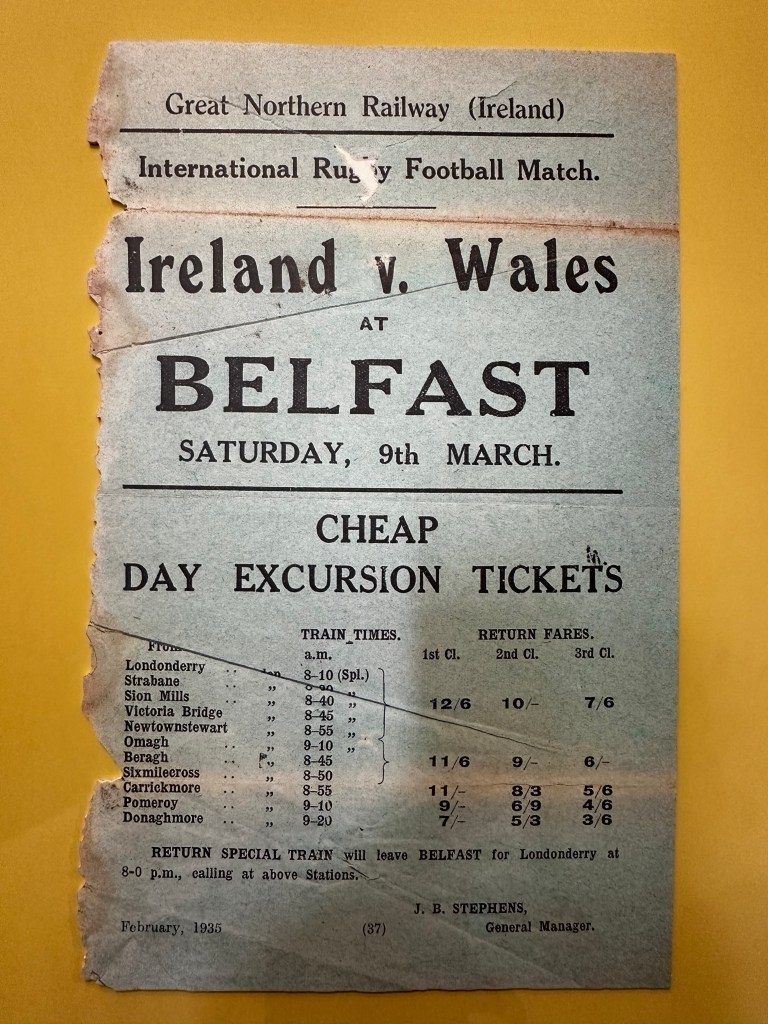 Great Northern Railway (Ireland)
International Rugby Football Match.
Ireland v. Wales
AT
BELFAST
SATURDAY, 9th MARCH.
CHEAP
DAY EXCURSION TICKETS
From TRAIN TIMES. RETURN FARES.
a.m. 1st Cl. 2nd Cl. 3rd Cl.
Londonderry .. 8-10 (Spl.)
Strabane .. „
Sion Mills .. „ 8-40 „ 12/6 10/- 7/6
Victoria Bridge „ 8-45 „
Newtownstewart „ 8-55 „
Omagh .. „ 9-10 „
Beragh .. „ 8-45 11/6 9/- 6/-
Sixmilecross .. „ 8-50
Carrickmore .. „ 8-55 11/- 8/3 5/6
Pomeroy .. „ 9-10 9/- 6/9 4/6
Donaghmore .. „ 9-20 7/- 5/3 3/6
RETURN SPECIAL TRAIN will leave BELFAST for Londonderry at
8-0 p.m., calling at above Stations.
J. B. STEPHENS,
February, 1935 (37) General Manager.